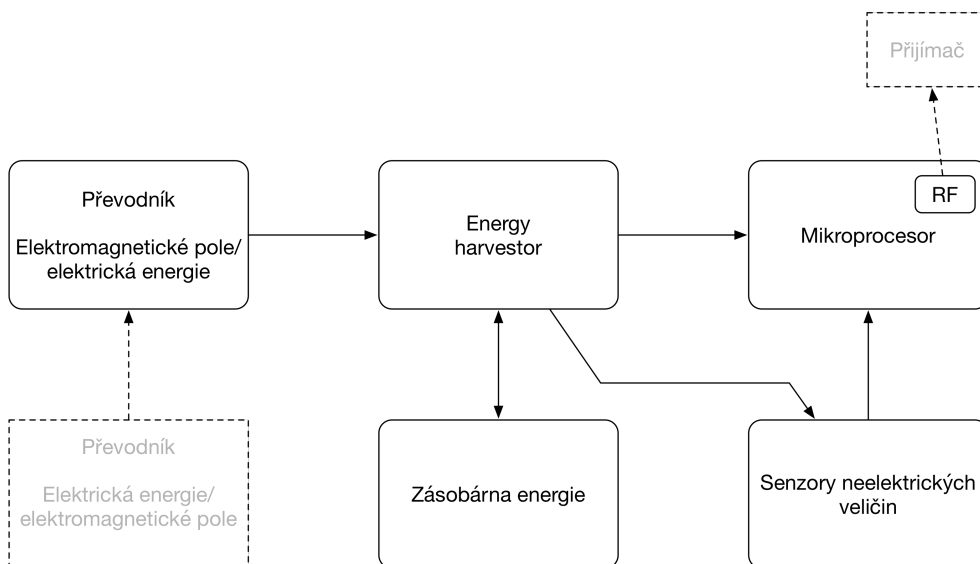 Přijímač
Převodník
Elektromagnetické pole/
elektrická energie
Energy
harvestor
RF
Mikroprocesor
Převodník
Elektrická energie/
elektromagnetické pole
Zásobárna energie
Senzory neelektrických
veličin